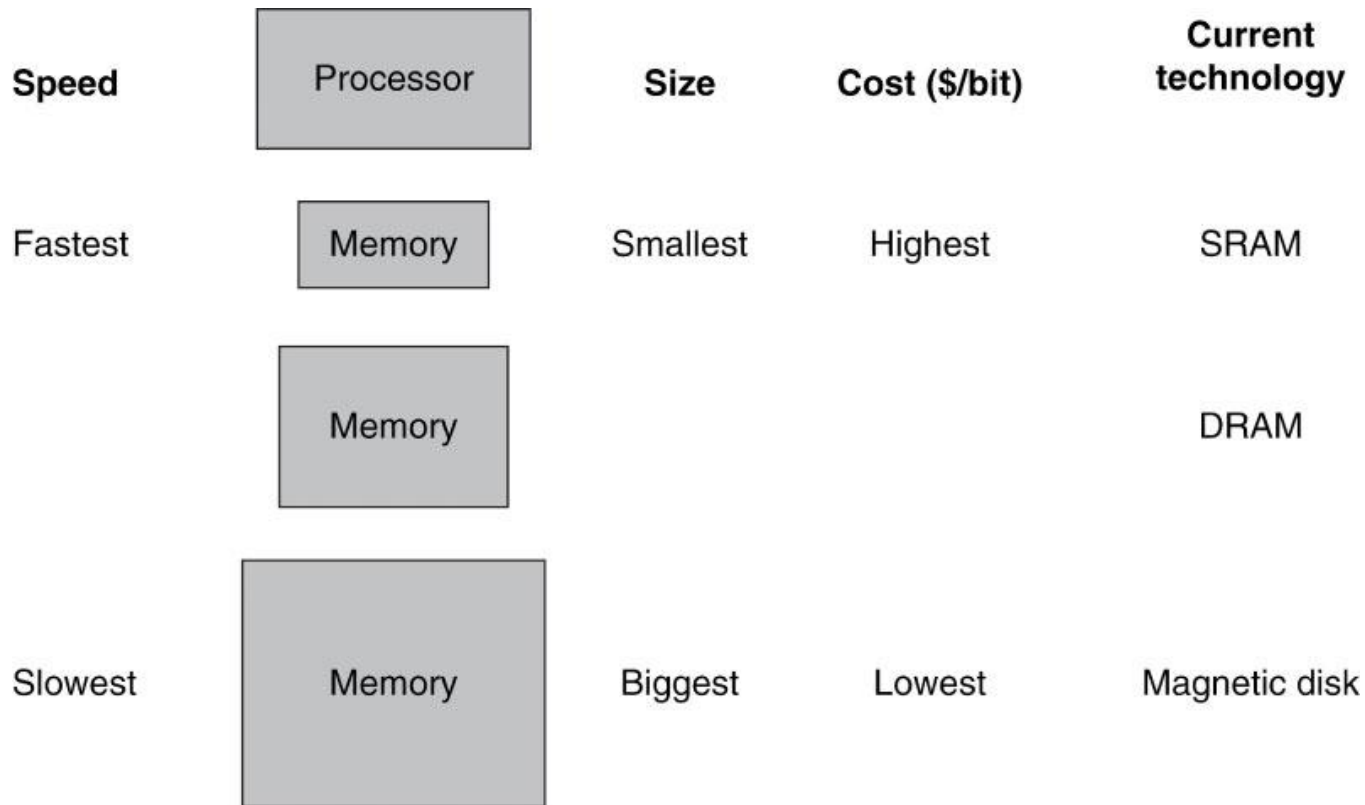 Speed
Processor
Size
Cost ($/bit)
Current
technology
Fastest
Memory
Smallest
Highest
SRAM
Memory
DRAM
Slowest
Memory
Biggest
Lowest
Magnetic disk